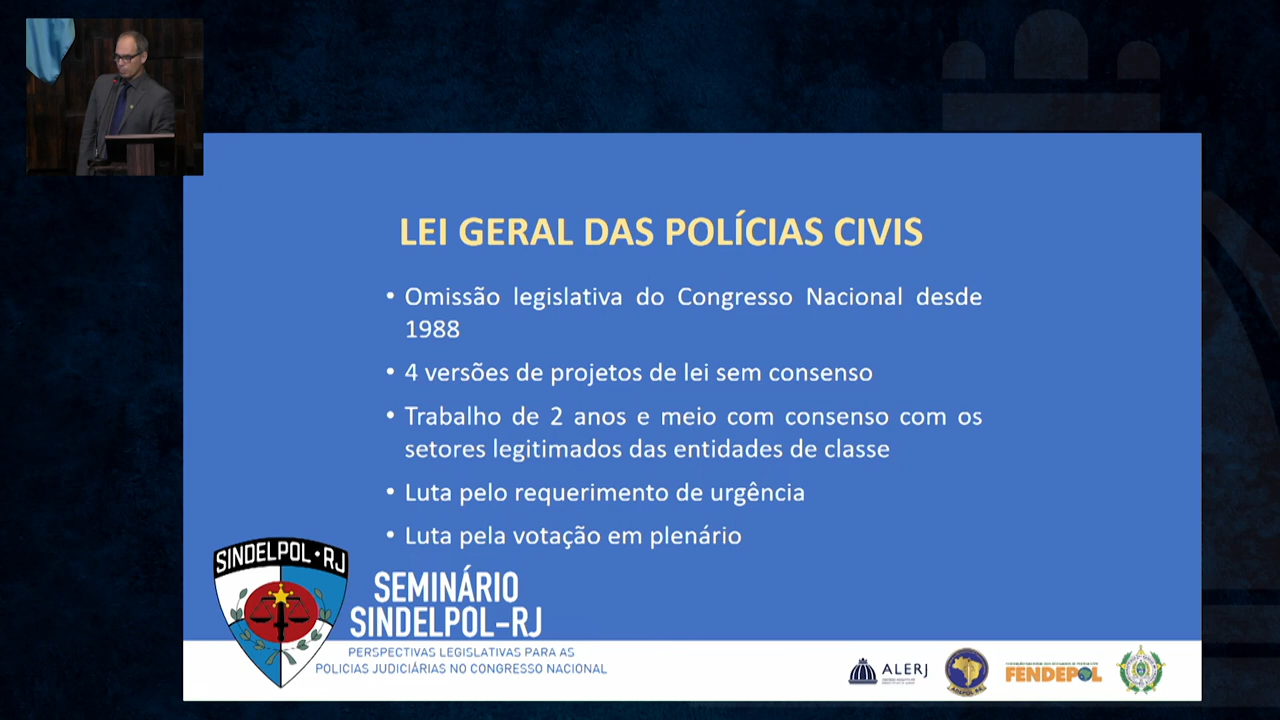 LEI GERAL DAS POLÍCIAS CIVIS
• Omissão legislativa do Congresso Nacional desde
1988
• 4 versões de projetos de lei sem consenso
• Trabalho de 2 anos e meio com consenso com os
setores legitimados das entidades de classe
• Luta pelo requerimento de urgência
• Luta pela votação em plenário
SINDELPOL • RJ
SEMINÁRIO
SINDELPOL-RJ
PERSPECTIVAS LEGISLATIVAS PARA AS
POLICIAS JUDICIÁRIAS NO CONGRESSO NACIONAL
ALERJ
FENDEPOL